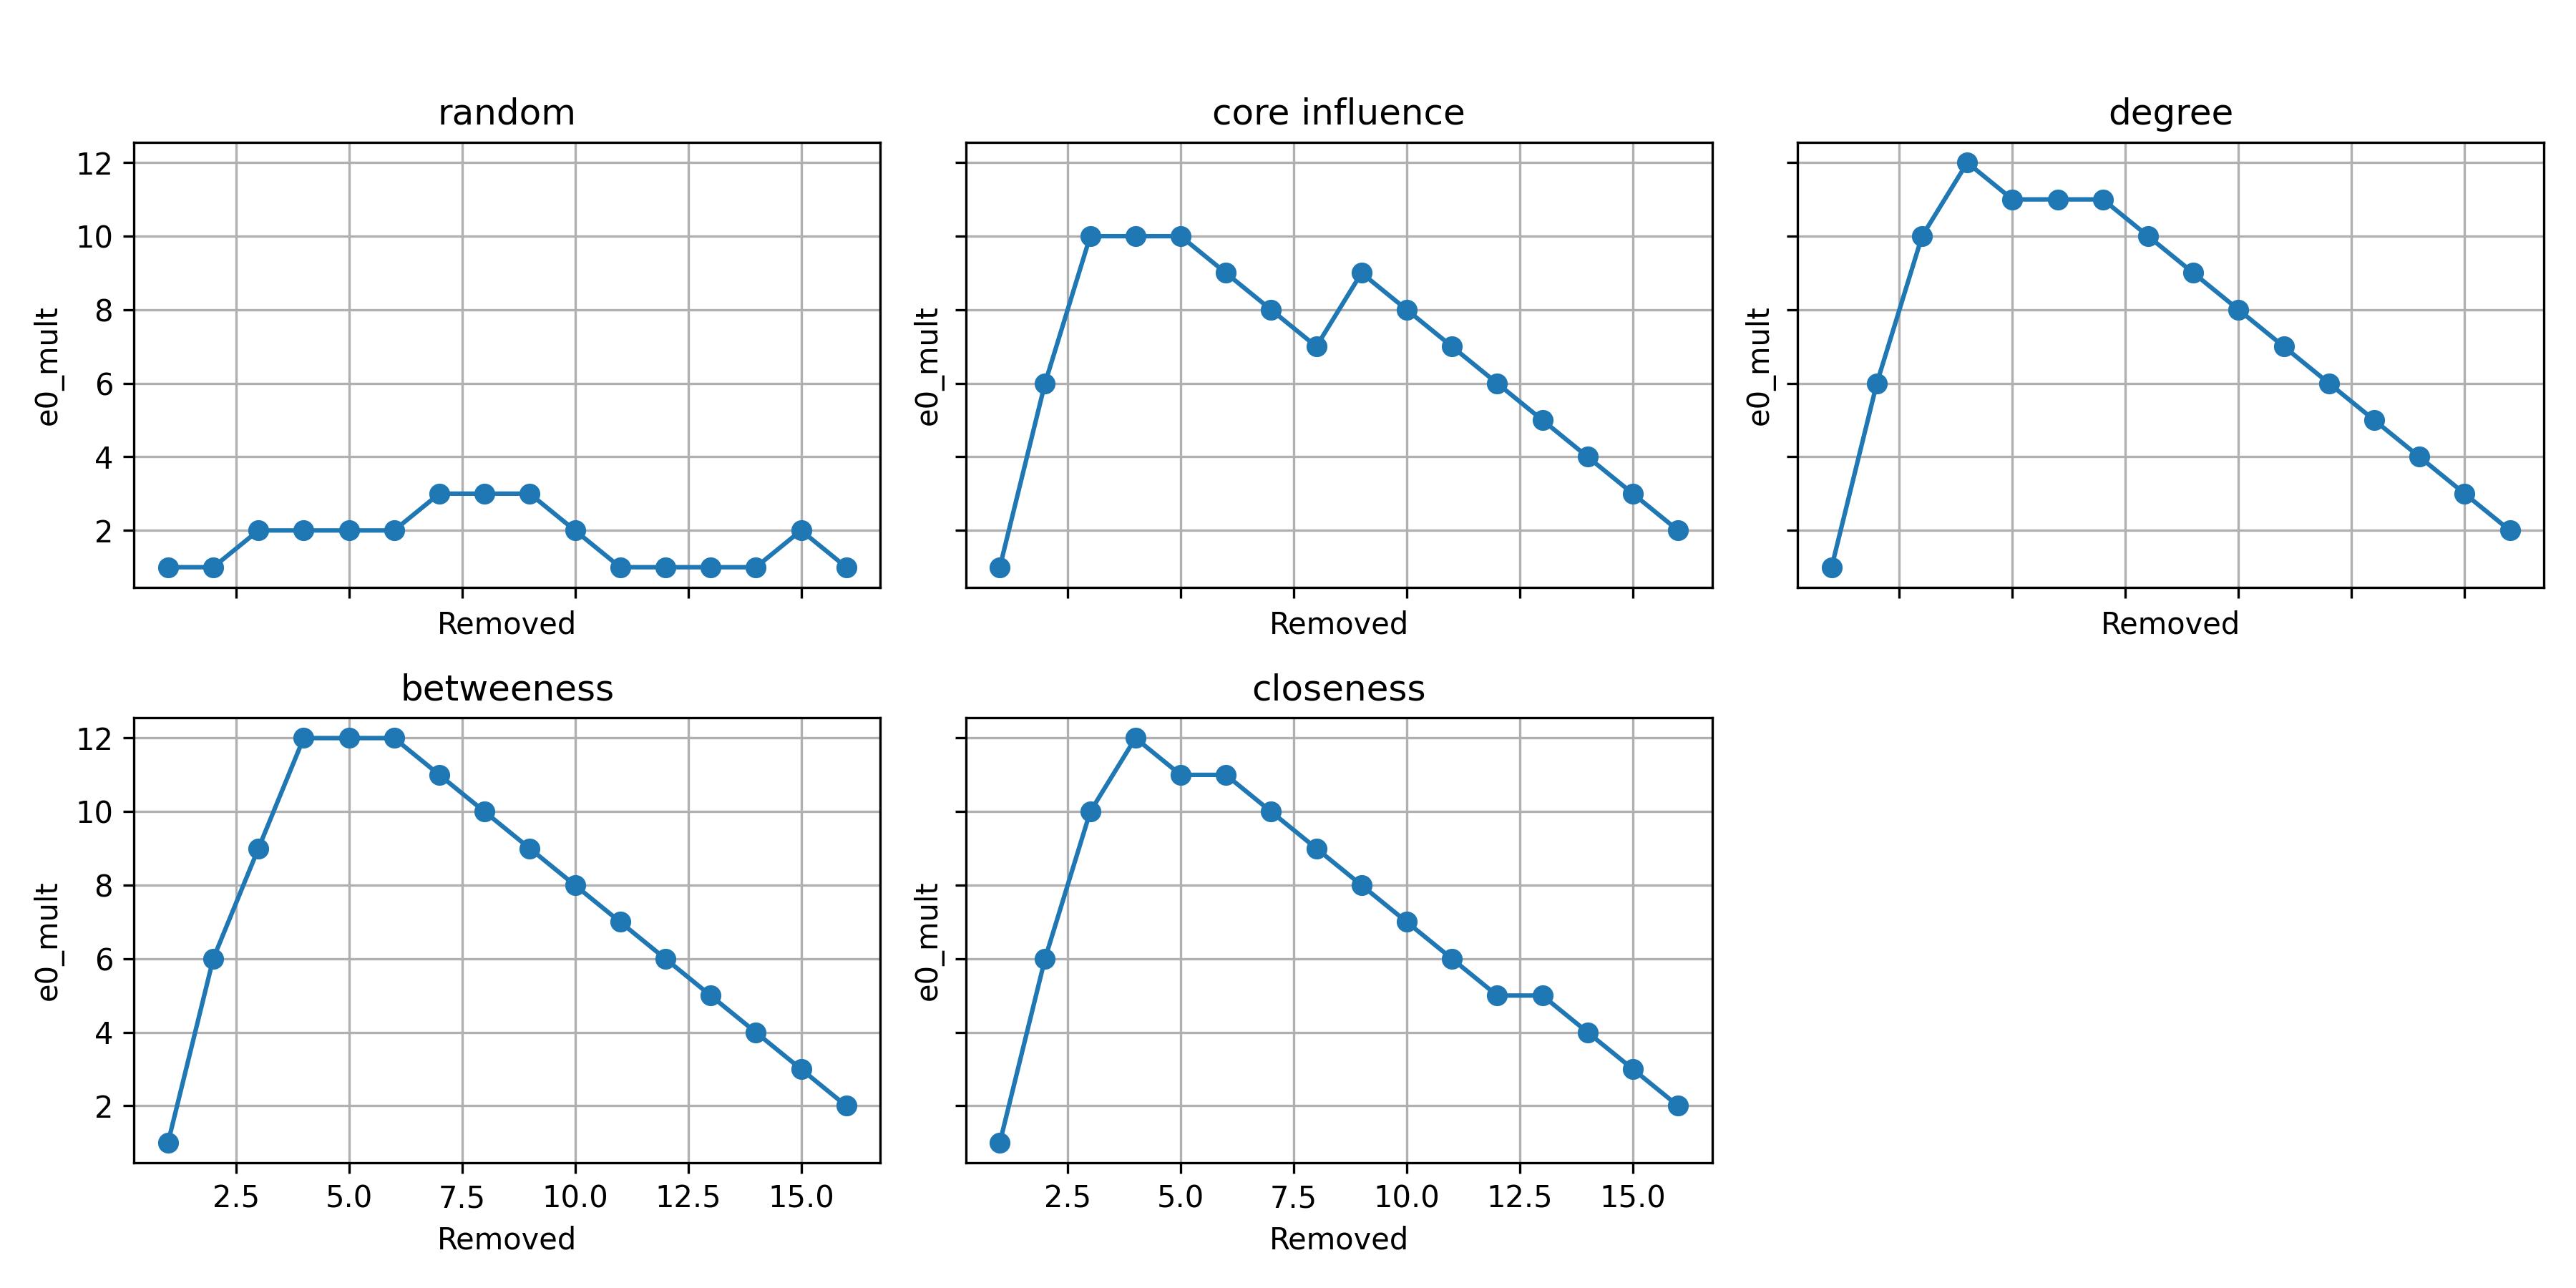 random
core influence
degree
12
10
8
6
4
2
e0_mult
e0_mult
e0_mult
Removed
Removed
Removed
betweeness
closeness
12
10
8
6
4
2
e0_mult
e0_mult
2.5 5.0 7.5 10.0 12.5 15.0
2.5 5.0 7.5 10.0 12.5 15.0
Removed
Removed